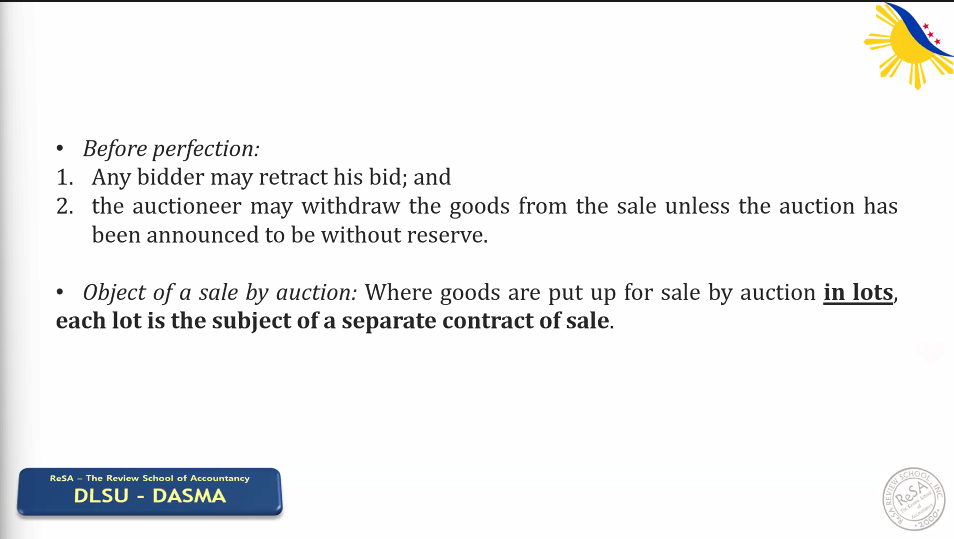 • Before perfection:
1. Any bidder may retract his bid; and
2. the auctioneer may withdraw the goods from the sale unless the auction has
been announced to be without reserve.
• Object of a sale by auction: Where goods are put up for sale by auction in lots,
each lot is the subject of a separate contract of sale.
ReSA – The Review School of Accountancy
DLSU - DASMA
ReSA REVIEW SCHOOL, INC.
ReSA
The Review School
of
Accountancy
• 2000 •